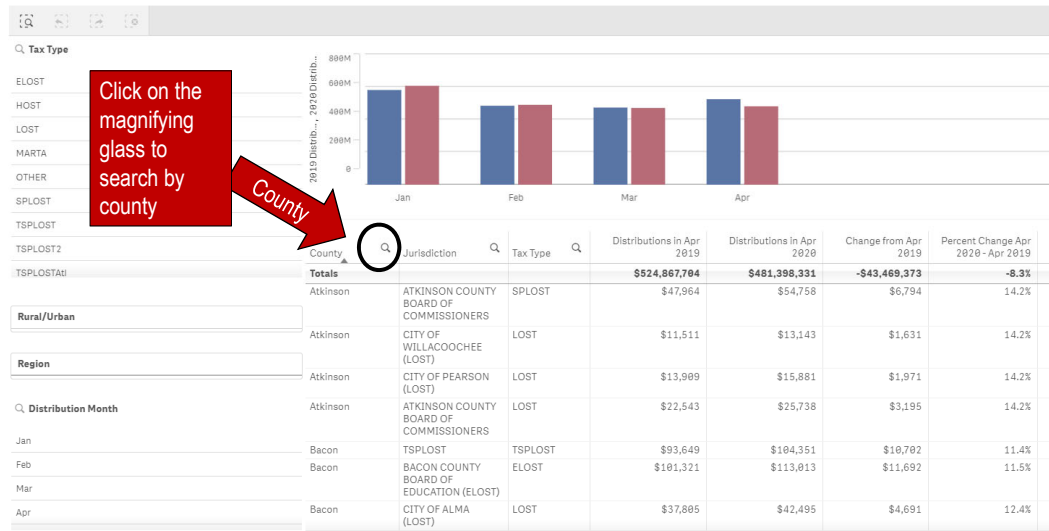 Tax Type
ELOST
HOST
LOST
MARTA
OTHER
SPLOST
TSPLOST
TSPLOST2
TSPLOSTAtl
Rural/Urban
Region
Distribution Month
Jan
Feb
Mar
Apr
Click on the
magnifying
glass to
search by
county
County
2019 Distrib..., 2020 Distrib...
800M
600M
400M
200M
0
Jan Feb Mar Apr
County Jurisdiction Tax Type Distributions in Apr 2019 Distributions in Apr 2020 Change from Apr 2019 Percent Change Apr 2020-Apr 2019
Totals $524,867,704 $481,398,331 -$43,469,373 -8.3%
Atkinson ATKINSON COUNTY BOARD OF COMMISSIONERS SPLOST $47,964 $54,758 $6,794 14.2%
Atkinson CITY OF WILLACOOCHEE (LOST) LOST $11,511 $13,143 $1,631 14.2%
Atkinson CITY OF PEARSON (LOST) LOST $13,909 $15,881 $1,971 14.2%
Atkinson ATKINSON COUNTY BOARD OF COMMISSIONERS LOST $22,543 $25,738 $3,195 14.2%
Bacon TSPLOST TSPLOST $93,649 $104,351 $10,702 11.4%
Bacon BACON COUNTY BOARD OF EDUCATION (ELOST) ELOST $101,321 $113,013 $11,692 11.5%
Bacon CITY OF ALMA (LOST) LOST $37,805 $42,495 $4,691 12.4%